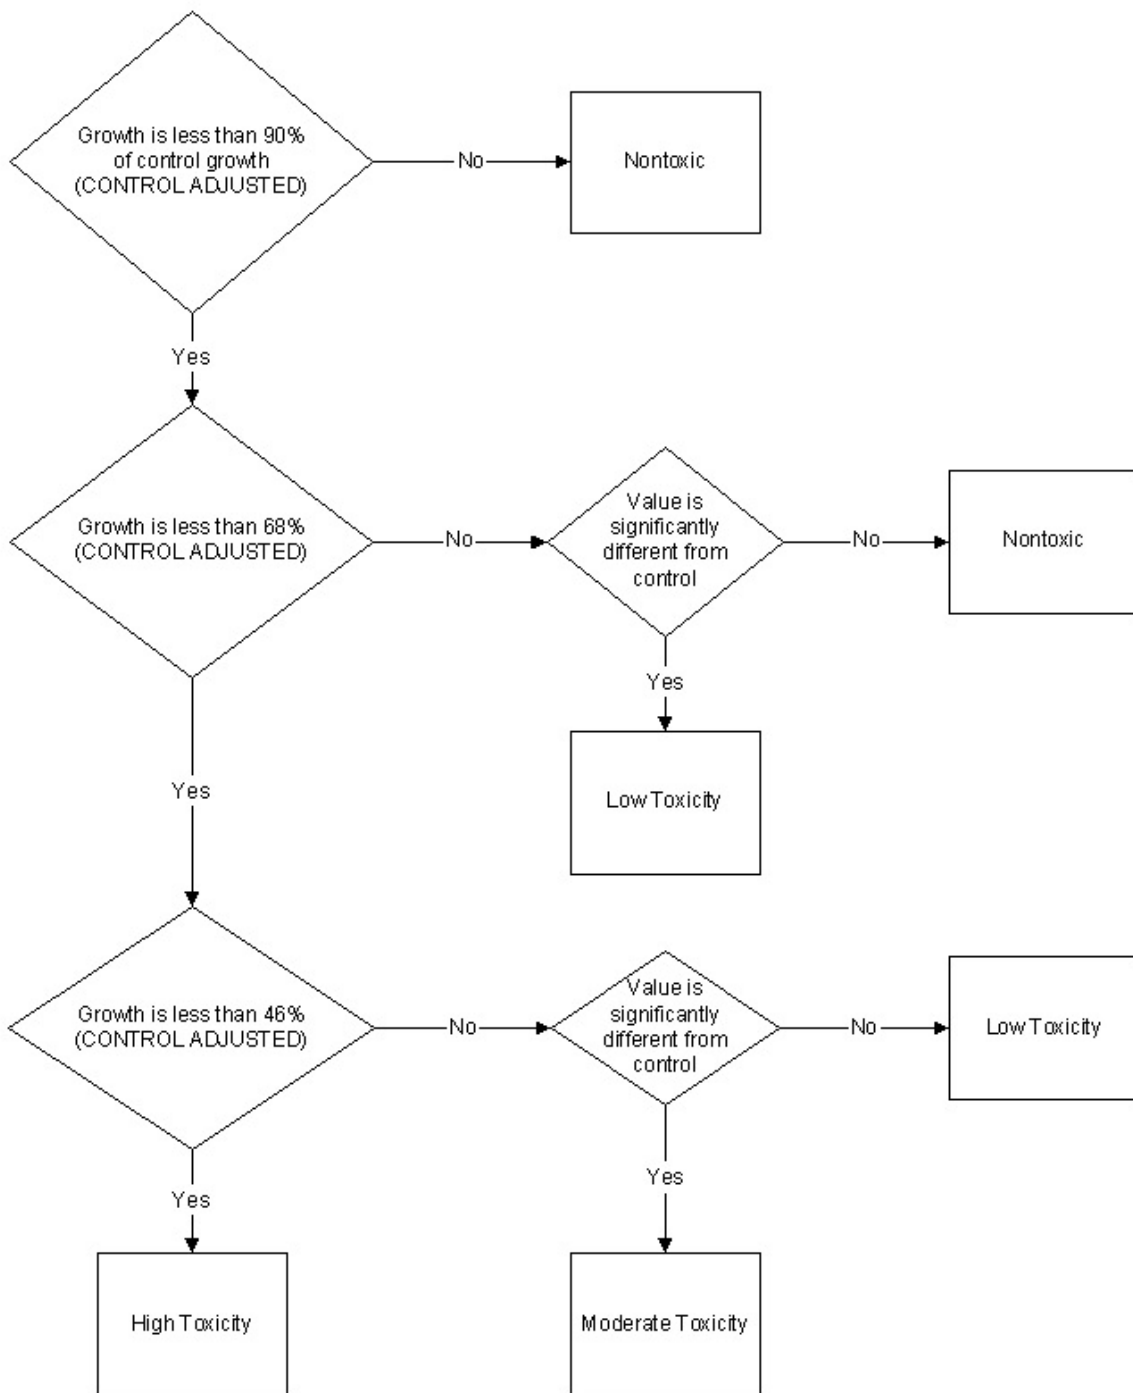 Growth is less than 90%
of control growth
(CONTROL ADJUSTED)
No
Nontoxic
Yes
Growth is less than 68%
(CONTROL ADJUSTED)
No
Value is
significantly
different from
control
No
Nontoxic
Yes
Low Toxicity
Yes
Growth is less than 46%
(CONTROL ADJUSTED)
No
Value is
significantly
different from
control
No
Low Toxicity
Yes
Yes
High Toxicity
Moderate Toxicity